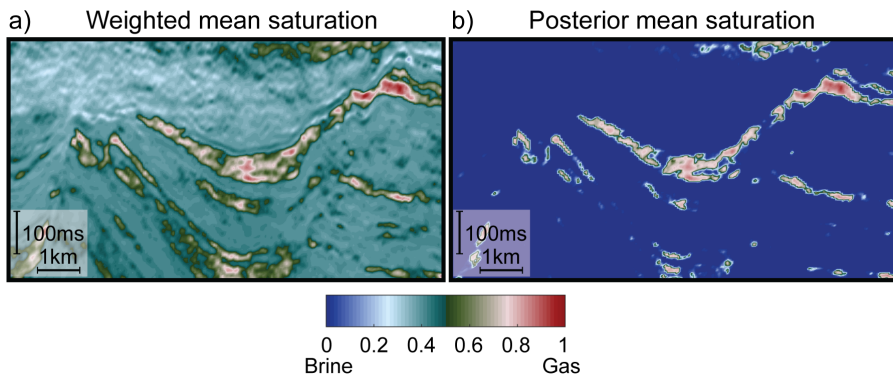 a) Weighted mean saturation
b) Posterior mean saturation
100ms
1km
100ms
1km
0 0.2 0.4 0.6 0.8 1
Brine Gas